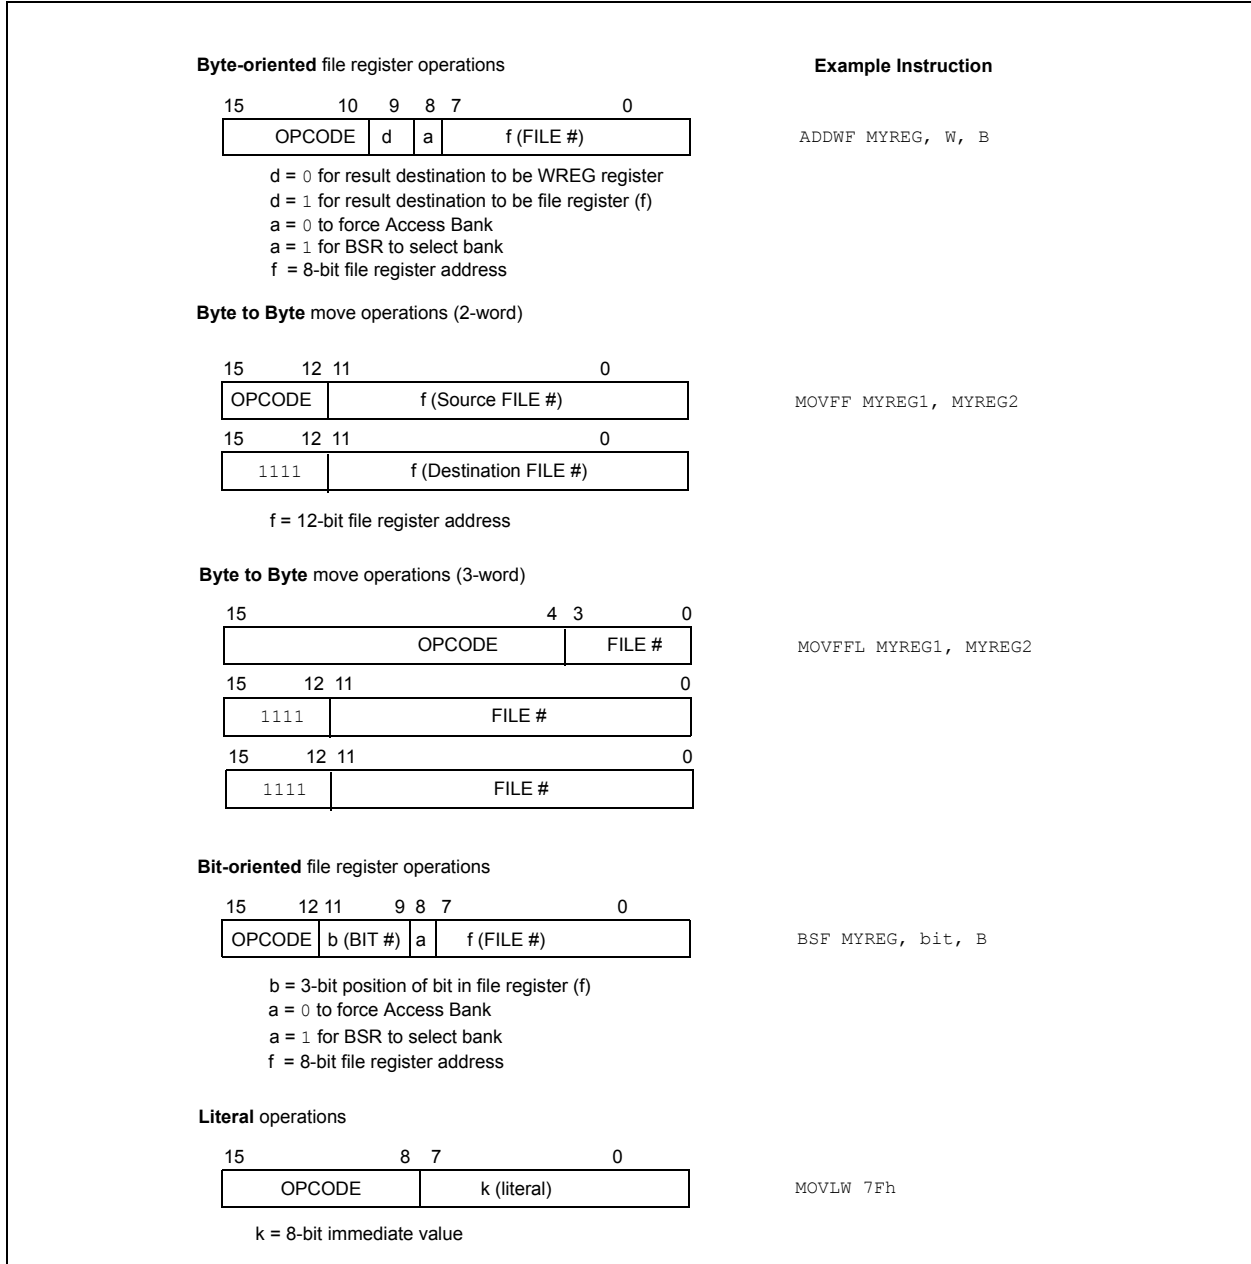 Byte-oriented file register operations
Example Instruction
15 10 9 8 7 0
OPCODE d a f (FILE #)
ADDWF MYREG, W, B
d = 0 for result destination to be WREG register
d = 1 for result destination to be file register (f)
a = 0 to force Access Bank
a = 1 for BSR to select bank
f = 8-bit file register address
Byte to Byte move operations (2-word)
15 12 11 0
OPCODE f (Source FILE #)
MOVFF MYREG1, MYREG2
15 12 11 0
1111 f (Destination FILE #)
f = 12-bit file register address
Byte to Byte move operations (3-word)
15 4 3 0
OPCODE FILE #
MOVFFL MYREG1, MYREG2
15 12 11 0
1111 FILE #
15 12 11 0
1111 FILE #
Bit-oriented file register operations
15 12 11 9 8 7 0
OPCODE b (BIT #) a f (FILE #)
BSF MYREG, bit, B
b = 3-bit position of bit in file register (f)
a = 0 to force Access Bank
a = 1 for BSR to select bank
f = 8-bit file register address
Literal operations
15 8 7 0
OPCODE k (literal)
MOVLW 7Fh
k = 8-bit immediate value